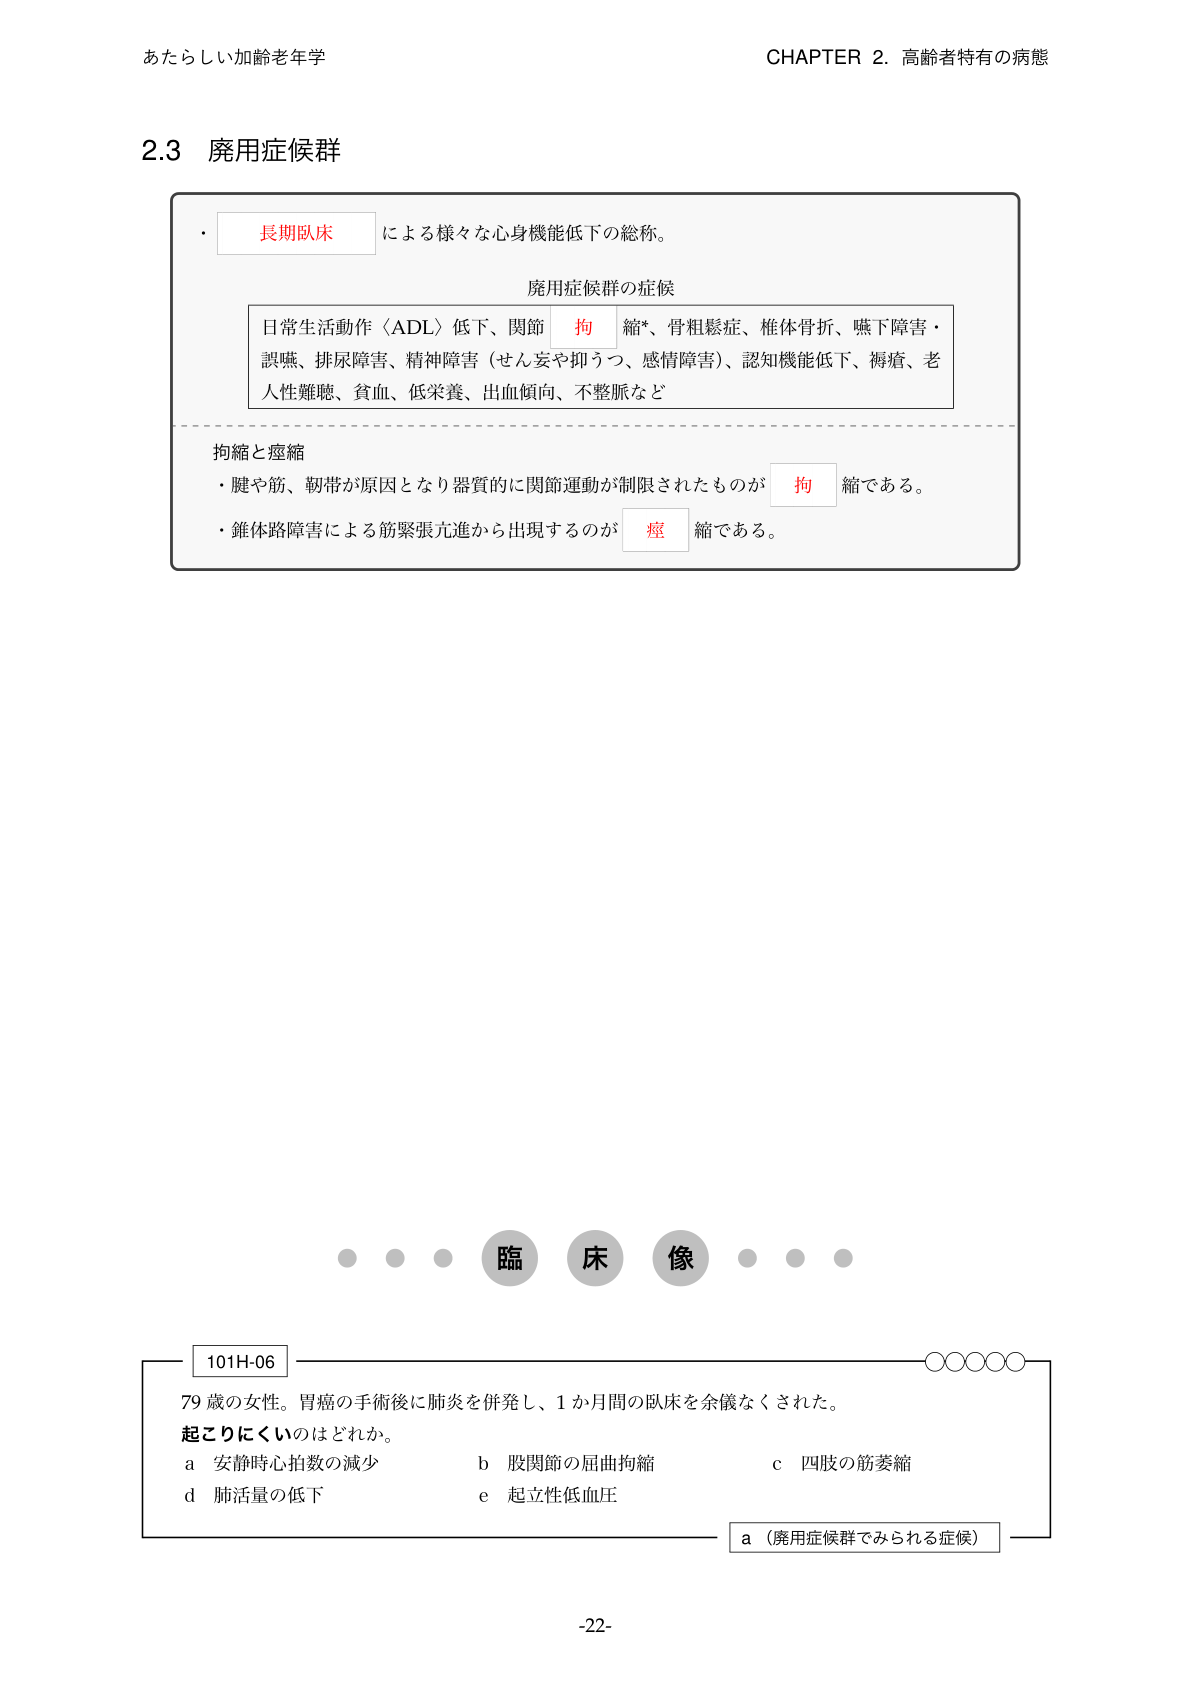 あたらしい加齢老年学 CHAPTER 2. 高齢者特有の病態
2.3 廃用症候群
・ 長期臥床 による様々な心身機能低下の総称。
廃用症候群の症候
日常生活動作〈ADL〉低下、関節 拘 縮*、骨粗鬆症、椎体骨折、嚥下障害・
誤嚥、排尿障害、精神障害（せん妄や抑うつ、感情障害）、認知機能低下、褥瘡、老
人性難聴、貧血、低栄養、出血傾向、不整脈など
拘縮と痙縮
・腱や筋、靭帯が原因となり器質的に関節運動が制限されたものが 拘 縮である。
・錐体路障害による筋緊張亢進から出現するのが 痙 縮である。
臨 床 像
101H-06
79 歳の女性。胃癌の手術後に肺炎を併発し、1 か月間の臥床を余儀なくされた。
起こりにくいのはどれか。
a 安静時心拍数の減少 b 股関節の屈曲拘縮 c 四肢の筋萎縮
d 肺活量の低下 e 起立性低血圧
a （廃用症候群でみられる症候）
-22-